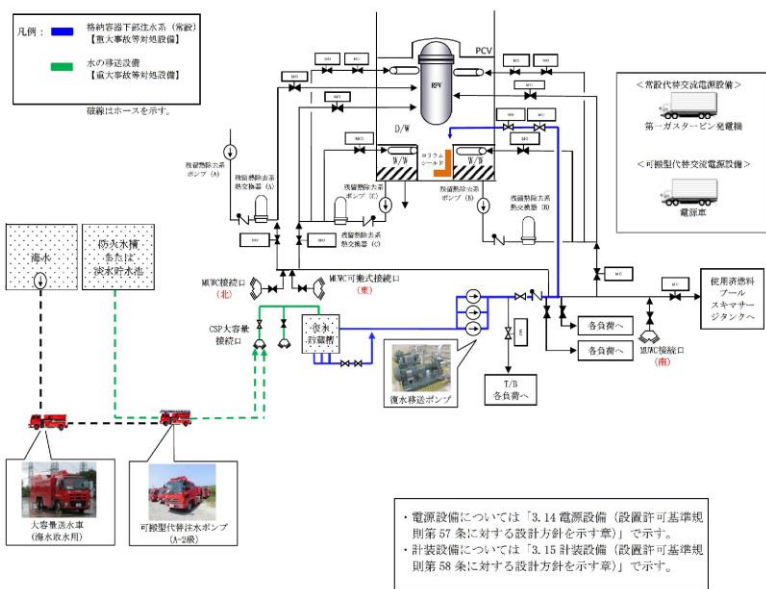 凡例：
格納容器下部注水系（常設）
【重大事故等対処設備】
水の移送設備
【重大事故等対処設備】
破線はホースを示す。
PCV
RPV
D/W
W/W
W/W
コリウム
シールド
＜常設代替交流電源設備＞
第一ガスタービン発電機
＜可搬型代替交流電源設備＞
電源車
残留熱除去系
ポンプ (A)
残留熱除去系
熱交換器 (A)
残留熱除去系
ポンプ (C)
残留熱除去系
熱交換器 (C)
残留熱除去系
ポンプ (B)
残留熱除去系
熱交換器 (B)
海水
防火水槽
または
淡水貯水池
MUWC接続口
(北)
MUWC可搬式接続口
(東)
CSP大容量
接続口
復水
貯蔵槽
復水移送ポンプ
T/B
各負荷へ
各負荷へ
各負荷へ
MUWC接続口
(南)
使用済燃料
プール
スキマサー
ジタンクへ
大容量送水車
(海水取水用)
可搬型代替注水ポンプ
(A-2級)
・電源設備については「3.14 電源設備（設置許可基準規
則第 57 条に対する設計方針を示す章）」で示す。
・計装設備については「3.15 計装設備（設置許可基準規
則第 58 条に対する設計方針を示す章）」で示す。